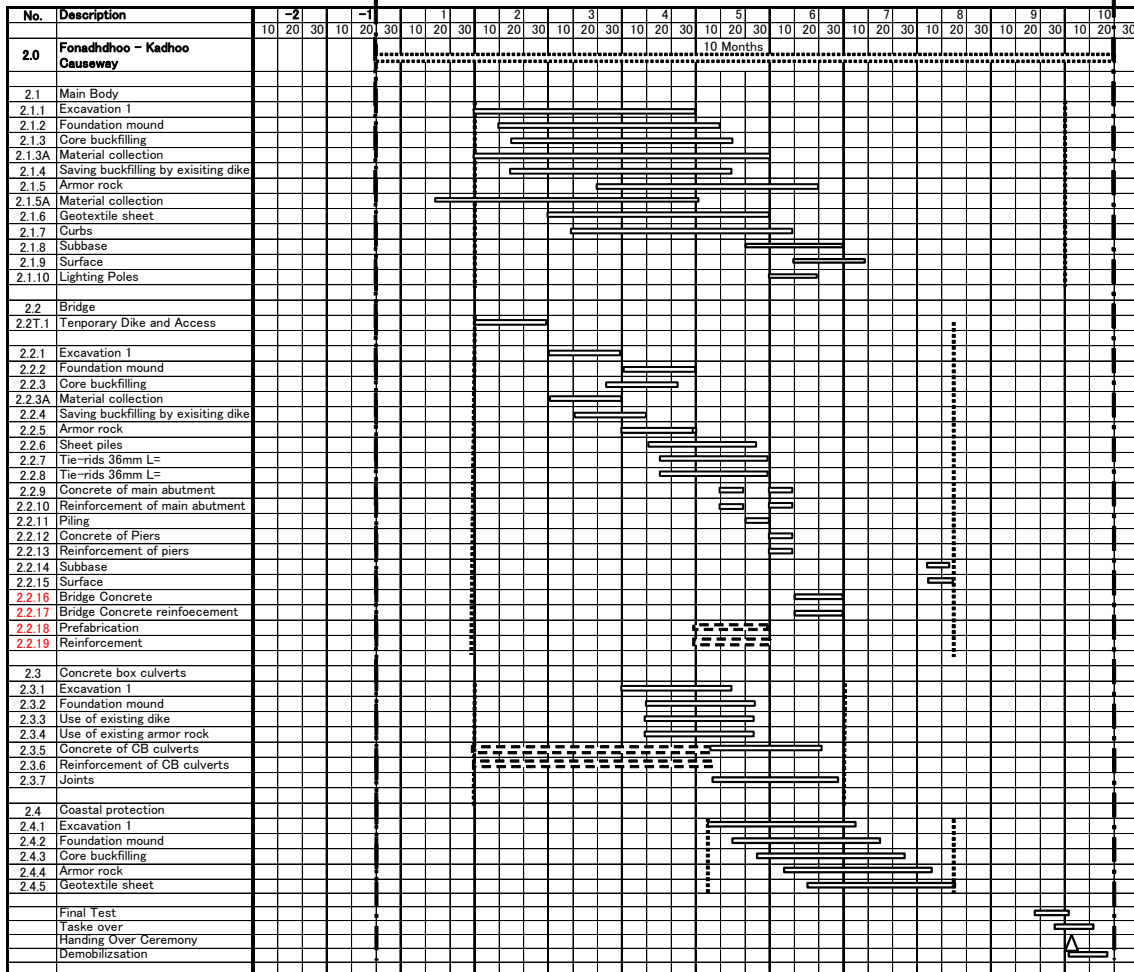 No. Description -2 -1 1 2 3 4 5 6 7 8 9 10
10 20 30 10 20 30 10 20 30 10 20 30 10 20 30 10 20 30 10 20 30 10 20 30 10 20 30 10 20 30 10 20 30 10 20 30
2.0 Fonadhdhoo - Kadhoo Causeway 10 Months
2.1 Main Body
2.1.1 Excavation 1
2.1.2 Foundation mound
2.1.3 Core buckfilling
2.1.3A Material collection
2.1.4 Saving buckfilling by exisiting dike
2.1.5 Armor rock
2.1.5A Material collection
2.1.6 Geotextile sheet
2.1.7 Curbs
2.1.8 Subbase
2.1.9 Surface
2.1.10 Lighting Poles
2.2 Bridge
2.2T.1 Tenporary Dike and Access
2.2.1 Excavation 1
2.2.2 Foundation mound
2.2.3 Core buckfilling
2.2.3A Material collection
2.2.4 Saving buckfilling by exisiting dike
2.2.5 Armor rock
2.2.6 Sheet piles
2.2.7 Tie-rids 36mm L=
2.2.8 Tie-rids 36mm L=
2.2.9 Concrete of main abutment
2.2.10 Reinforcement of main abutment
2.2.11 Piling
2.2.12 Concrete of Piers
2.2.13 Reinforcement of piers
2.2.14 Subbase
2.2.15 Surface
2.2.16 Bridge Concrete
2.2.17 Bridge Concrete reinfoecement
2.2.18 Prefabrication
2.2.19 Reinforcement
2.3 Concrete box culverts
2.3.1 Excavation 1
2.3.2 Foundation mound
2.3.3 Use of existing dike
2.3.4 Use of existing armor rock
2.3.5 Concrete of CB culverts
2.3.6 Reinforcement of CB culverts
2.3.7 Joints
2.4 Coastal protection
2.4.1 Excavation 1
2.4.2 Foundation mound
2.4.3 Core buckfilling
2.4.4 Armor rock
2.4.5 Geotextile sheet
Final Test
Taske over
Handing Over Ceremony
Demobilizsation